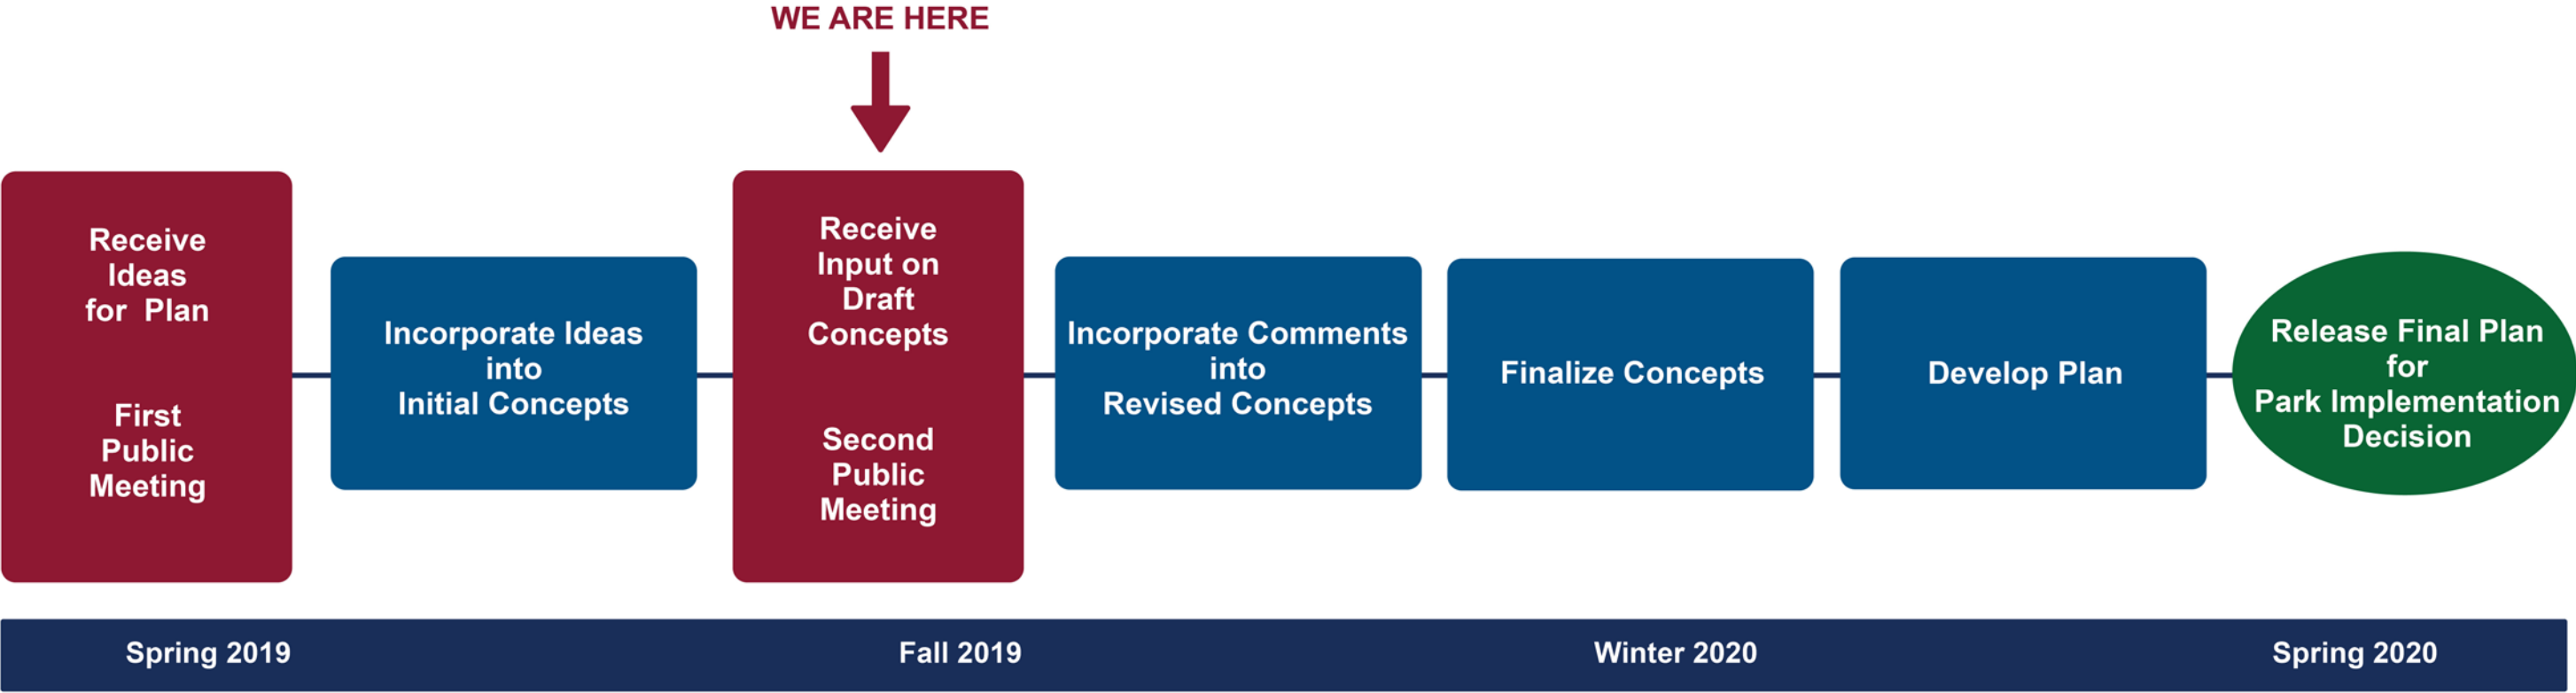 WE ARE HERE
Receive
Ideas
for Plan
First
Public
Meeting
Incorporate Ideas
into
Initial Concepts
Receive
Input on
Draft
Concepts
Second
Public
Meeting
Incorporate Comments
into
Revised Concepts
Finalize Concepts
Develop Plan
Release Final Plan
for
Park Implementation
Decision
Spring 2019
Fall 2019
Winter 2020
Spring 2020